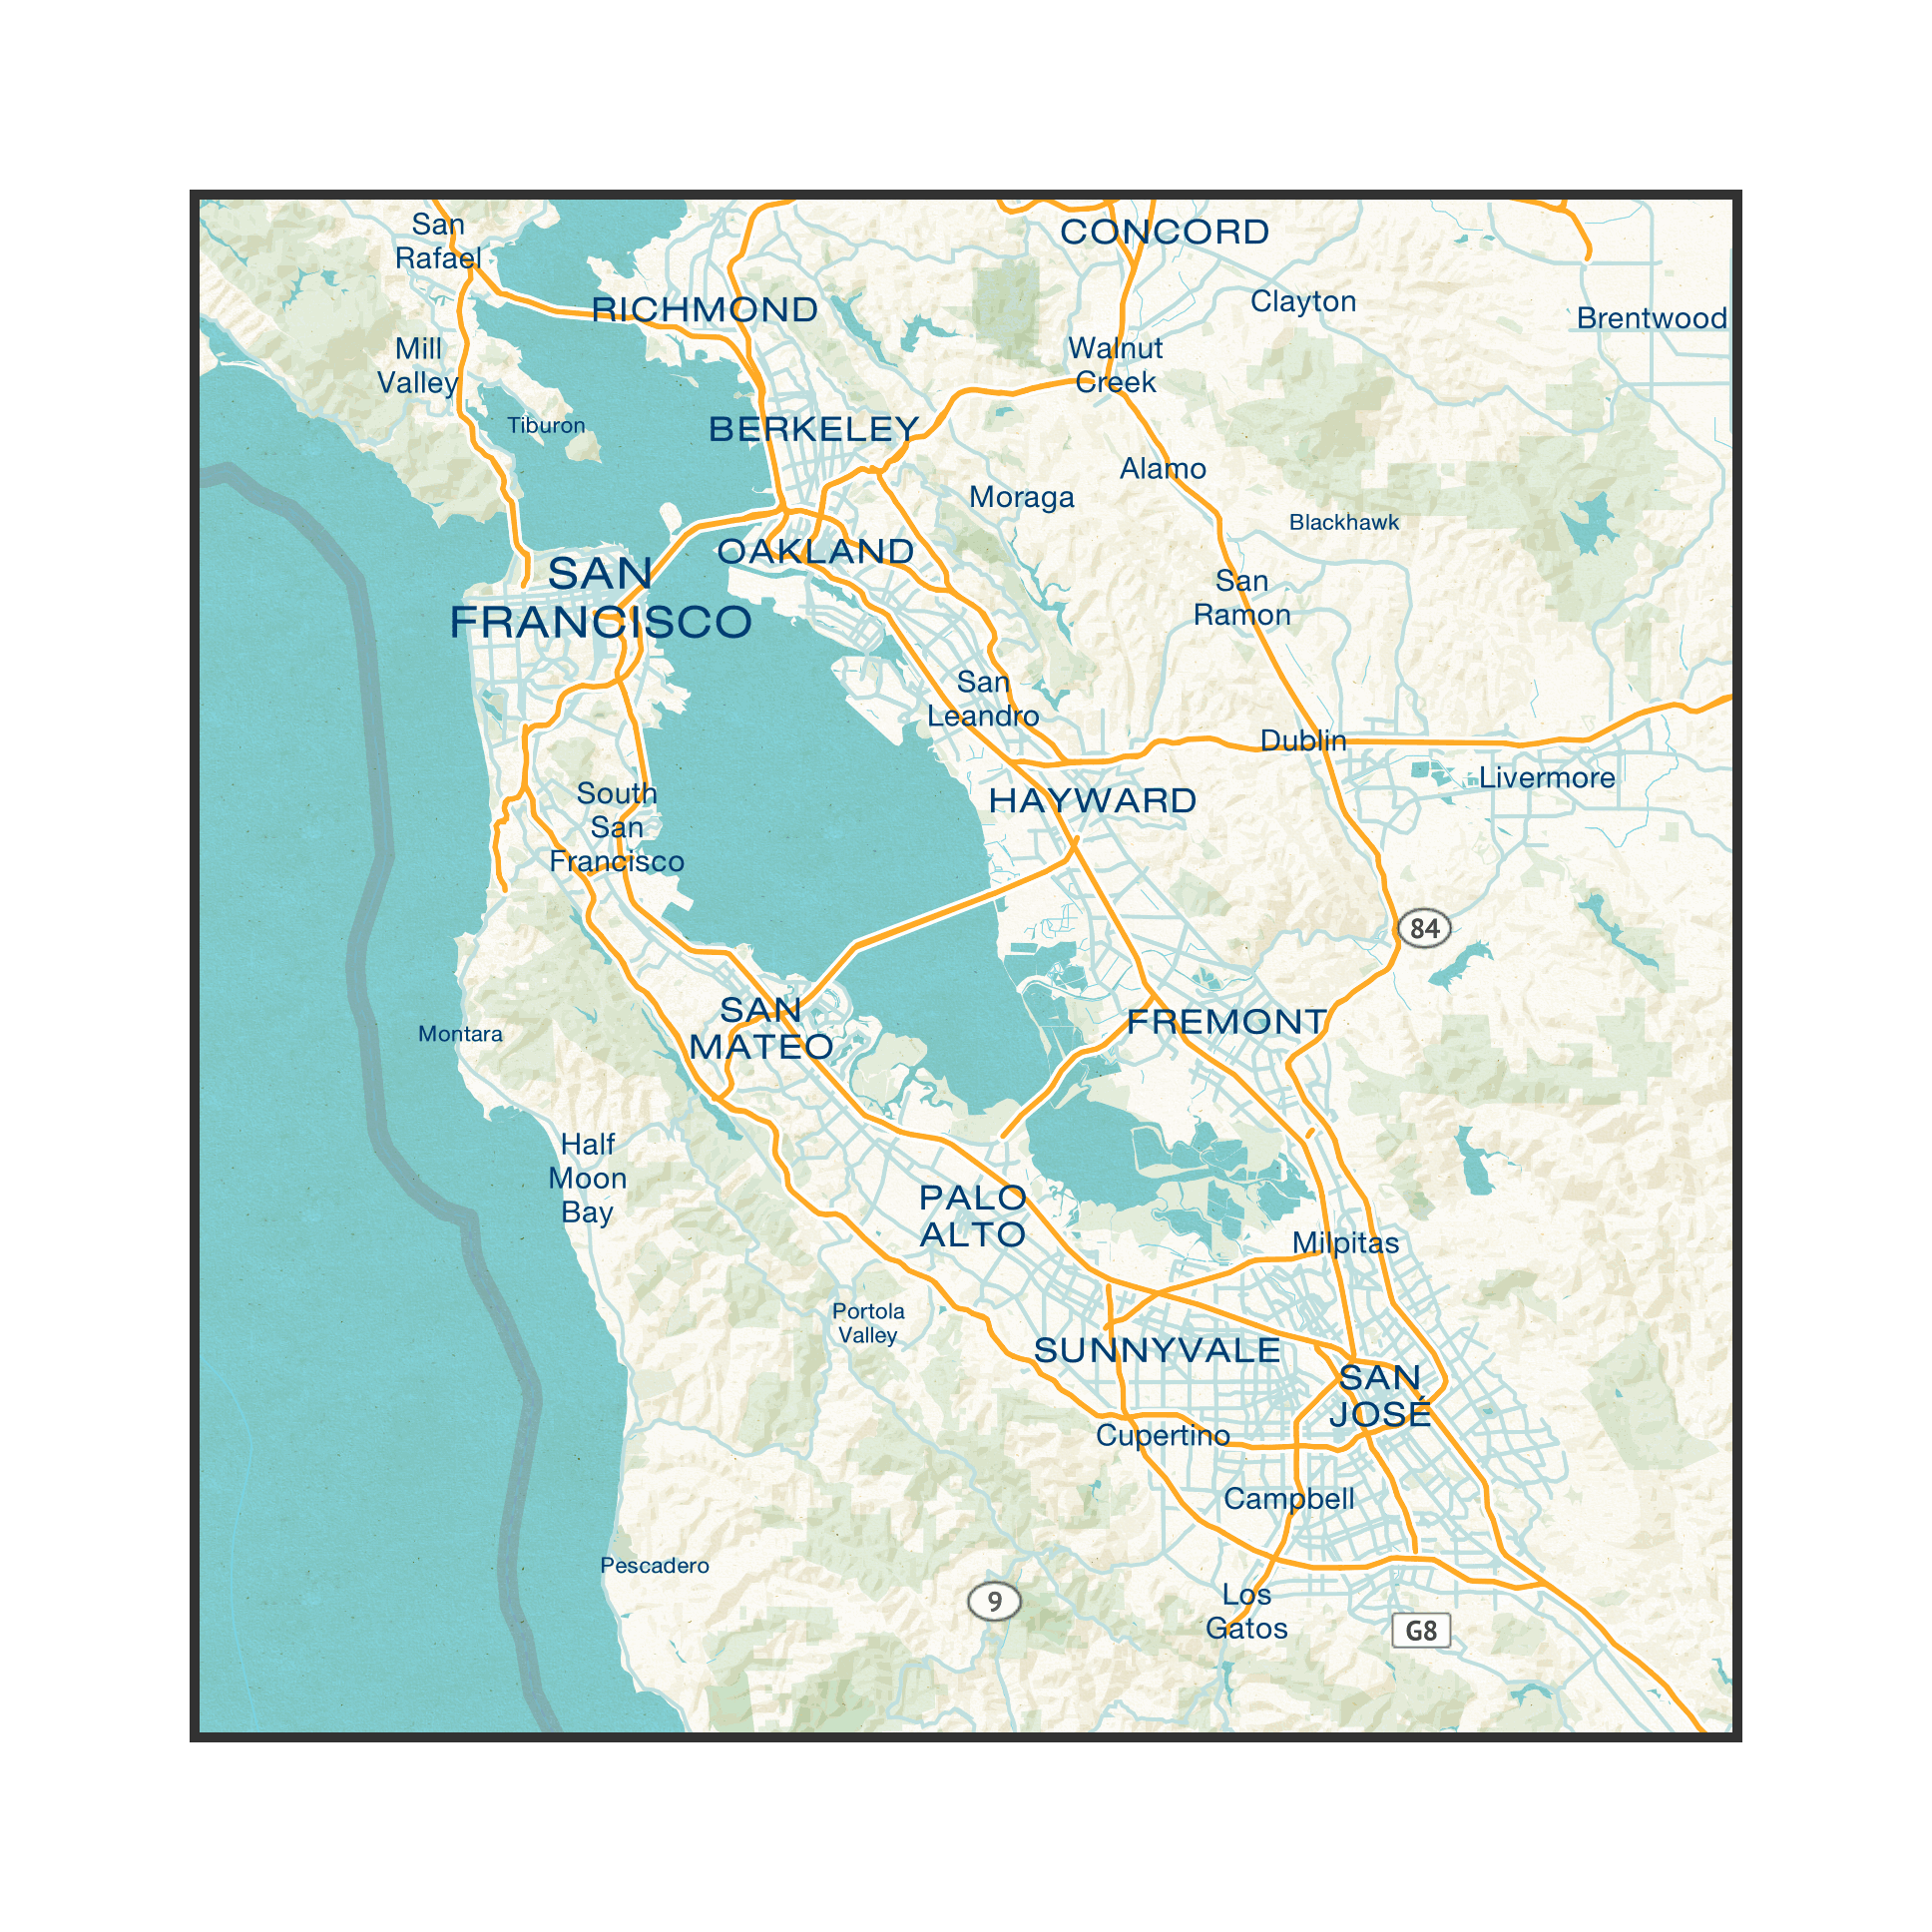 San
Rafael
CONCORD
RICHMOND
Clayton
Brentwood
Mill
Valley
Walnut
Creek
Tiburon
BERKELEY
Alamo
Moraga
Blackhawk
OAKLAND
SAN
FRANCISCO
San
Ramon
San
Leandro
Dublin
Livermore
South
San
Francisco
HAYWARD
84
SAN
MATEO
FREMONT
Montara
Half
Moon
Bay
PALO
ALTO
Milpitas
Portola
Valley
SUNNYVALE
SAN
JOSÉ
Cupertino
Campbell
Pescadero
9
Los
Gatos
G8